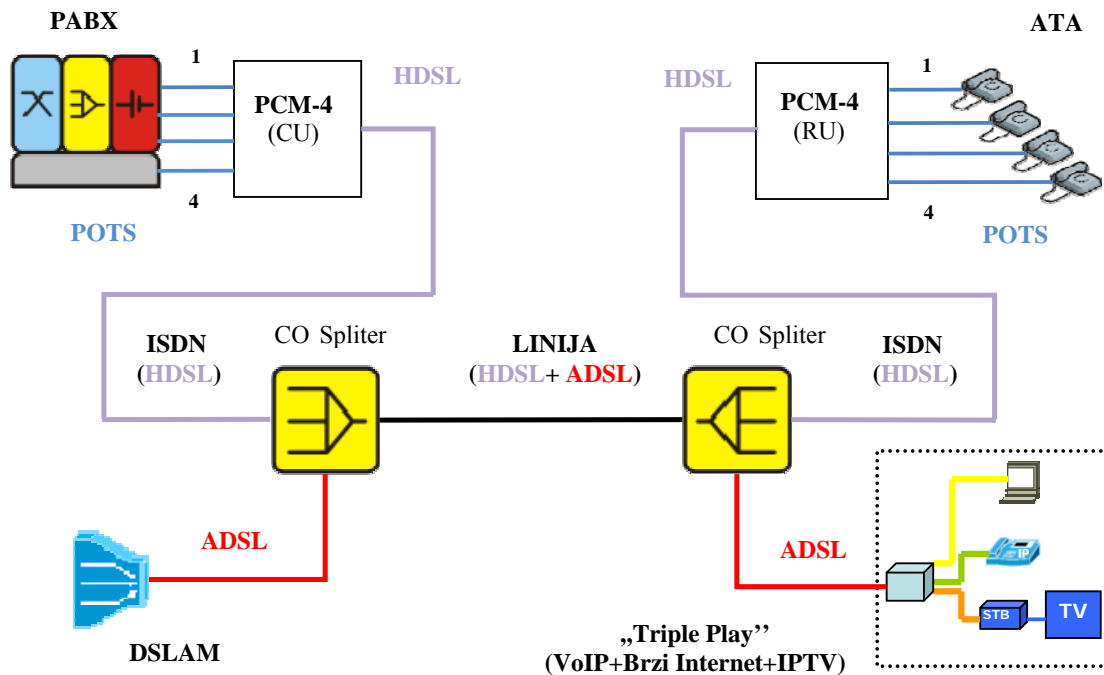 PABX
ATA
1
HDSL
HDSL
1
PCM-4
(CU)
PCM-4
(RU)
4
4
POTS
POTS
ISDN
(HDSL)
CO Spliter
LINIJA
(HDSL+ ADSL)
CO Spliter
ISDN
(HDSL)
ADSL
ADSL
IP
STB
TV
DSLAM
„Triple Play’’
(VoIP+Brzi Internet+IPTV)